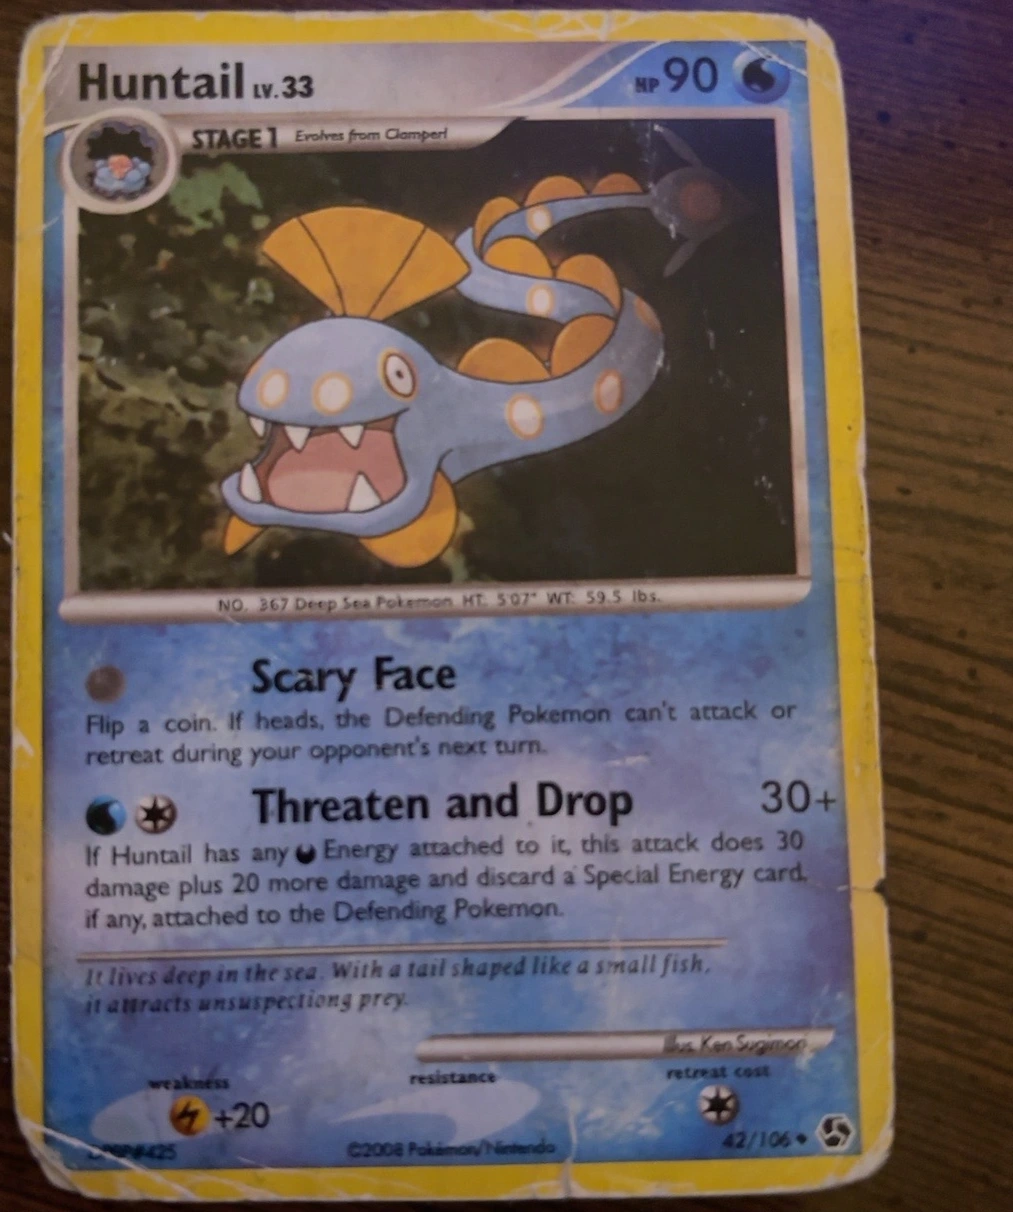 Huntail LV.33 HP 90
STAGE 1 Evolves from Clamperl
NO. 367 Deep Sea Pokemon HT: 5'07" WT: 59.5 lbs.
Scary Face
Flip a coin. If heads, the Defending Pokemon can't attack or
retreat during your opponent's next turn.
Threaten and Drop 30+
If Huntail has any Energy attached to it, this attack does 30
damage plus 20 more damage and discard a Special Energy card,
if any, attached to the Defending Pokemon.
It lives deep in the sea. With a tail shaped like a small fish,
it attracts unsuspectiong prey.
Illus. Ken Sugimori
weakness resistance retreat cost
+20
©2008 Pokémon/Nintendo 42/106